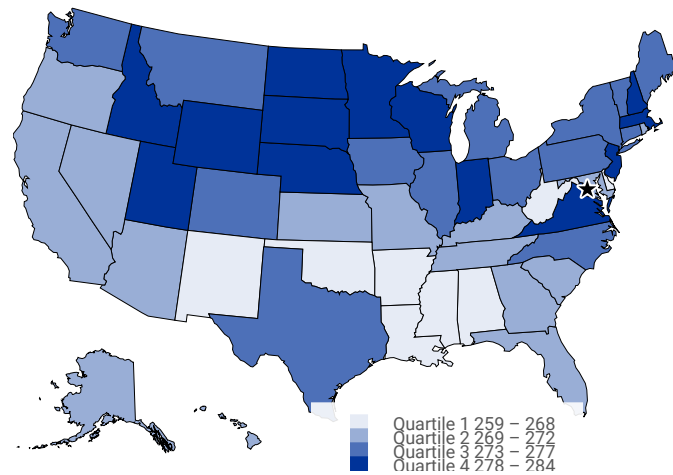 Quartile 1 259 – 268
Quartile 2 269 – 272
Quartile 3 273 – 277
Quartile 4 278 – 284